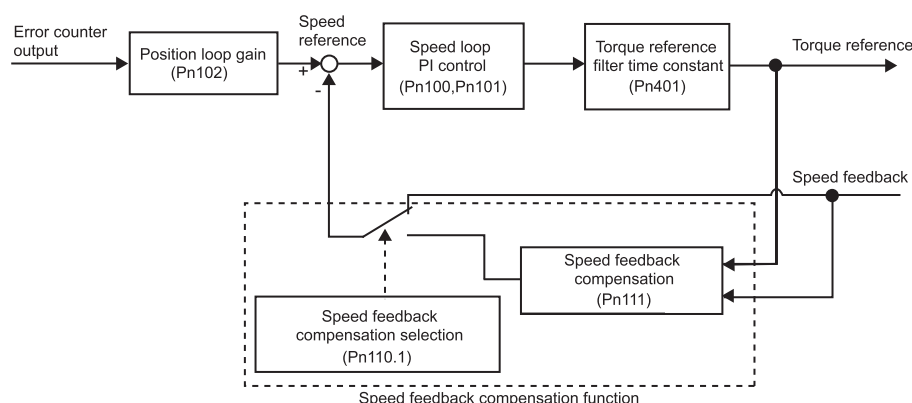 Error counter
output
Position loop gain
(Pn102)
Speed
reference
+
-
Speed loop
PI control
(Pn100,Pn101)
Torque reference
filter time constant
(Pn401)
Torque reference
Speed feedback
Speed feedback
compensation
(Pn111)
Speed feedback
compensation selection
(Pn110.1)
Speed feedback compensation function